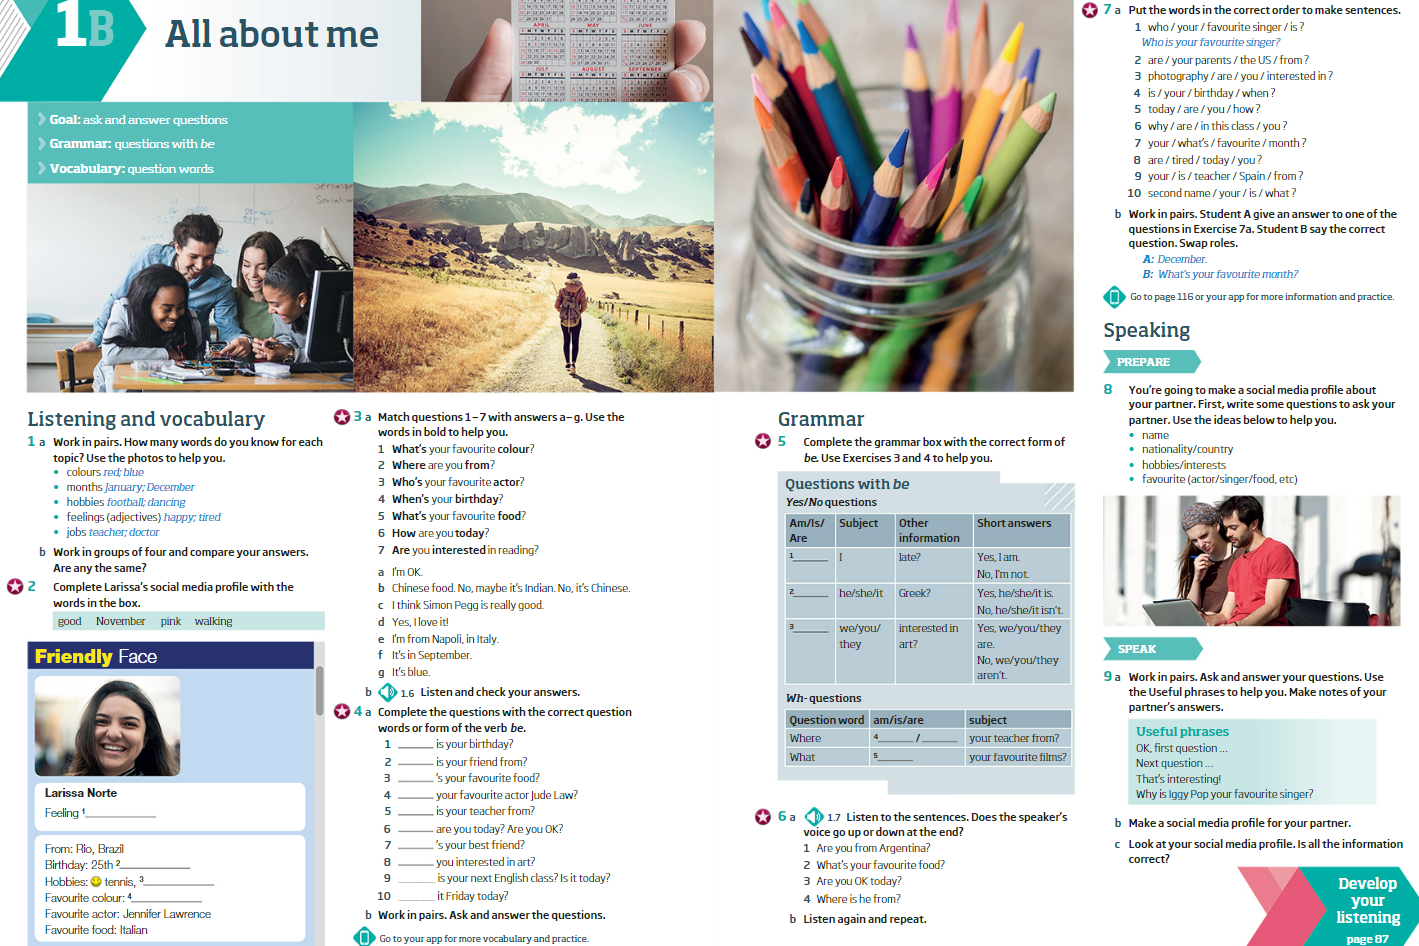 1B
All about me
Goal: ask and answer questions
Grammar: questions with be
Vocabulary: question words
APRIL MAY JUNE
JULY AUGUST SEPTEMBER
Listening and vocabulary
1 a Work in pairs. How many words do you know for each
topic? Use the photos to help you.
• colours red; blue
• months January; December
• hobbies football; dancing
• feelings (adjectives) happy; tired
• jobs teacher; doctor
b Work in groups of four and compare your answers.
Are any the same?
2 Complete Larissa's social media profile with the
words in the box.
good November pink walking
Friendly Face
Larissa Norte
Feeling 1
From: Rio, Brazil
Birthday: 25th 2
Hobbies: tennis, 3
Favourite colour: 4
Favourite actor: Jennifer Lawrence
Favourite food: Italian
3 a Match questions 1–7 with answers a–g. Use the
words in bold to help you.
1 What's your favourite colour?
2 Where are you from?
3 Who's your favourite actor?
4 When's your birthday?
5 What's your favourite food?
6 How are you today?
7 Are you interested in reading?
a I'm OK.
b Chinese food. No, maybe it's Indian. No, it's Chinese.
c I think Simon Pegg is really good.
d Yes, I love it!
e I'm from Napoli, in Italy.
f It's in September.
g It's blue.
b 1.6 Listen and check your answers.
4 a Complete the questions with the correct question
words or form of the verb be.
1 ______ is your birthday?
2 ______ is your friend from?
3 ______ 's your favourite food?
4 ______ your favourite actor Jude Law?
5 ______ is your teacher from?
6 ______ are you today? Are you OK?
7 ______ 's your best friend?
8 ______ you interested in art?
9 ______ is your next English class? Is it today?
10 ______ it Friday today?
b Work in pairs. Ask and answer the questions.
Go to your app for more vocabulary and practice.
Grammar
5 Complete the grammar box with the correct form of
be. Use Exercises 3 and 4 to help you.
Questions with be
Yes/No questions
Am/Is/Are Subject Other information Short answers
1______ I late? Yes, I am.
No, I'm not.
2______ he/she/it Greek? Yes, he/she/it is.
No, he/she/it isn't.
3______ we/you/they interested in art? Yes, we/you/they are.
No, we/you/they aren't.
Wh- questions
Question word am/is/are subject
Where 4______ / ______ your teacher from?
What 5______ your favourite films?
6 a 1.7 Listen to the sentences. Does the speaker's
voice go up or down at the end?
1 Are you from Argentina?
2 What's your favourite food?
3 Are you OK today?
4 Where is he from?
b Listen again and repeat.
7 a Put the words in the correct order to make sentences.
1 who / your / favourite singer / is ?
Who is your favourite singer?
2 are / your parents / the US / from ?
3 photography / are / you / interested in ?
4 is / your / birthday / when ?
5 today / are / you / how ?
6 why / are / in this class / you ?
7 your / what's / favourite / month ?
8 are / tired / today / you ?
9 your / is / teacher / Spain / from ?
10 second name / your / is / what ?
b Work in pairs. Student A give an answer to one of the
questions in Exercise 7a. Student B say the correct
question. Swap roles.
A: December.
B: What's your favourite month?
Go to page 116 or your app for more information and practice.
Speaking
PREPARE
8 You're going to make a social media profile about
your partner. First, write some questions to ask your
partner. Use the ideas below to help you.
• name
• nationality/country
• hobbies/interests
• favourite (actor/singer/food, etc)
SPEAK
9 a Work in pairs. Ask and answer your questions. Use
the Useful phrases to help you. Make notes of your
partner's answers.
Useful phrases
OK, first question ...
Next question ...
That's interesting!
Why is Iggy Pop your favourite singer?
b Make a social media profile for your partner.
c Look at your social media profile. Is all the information
correct?
Develop
your
listening
page 87